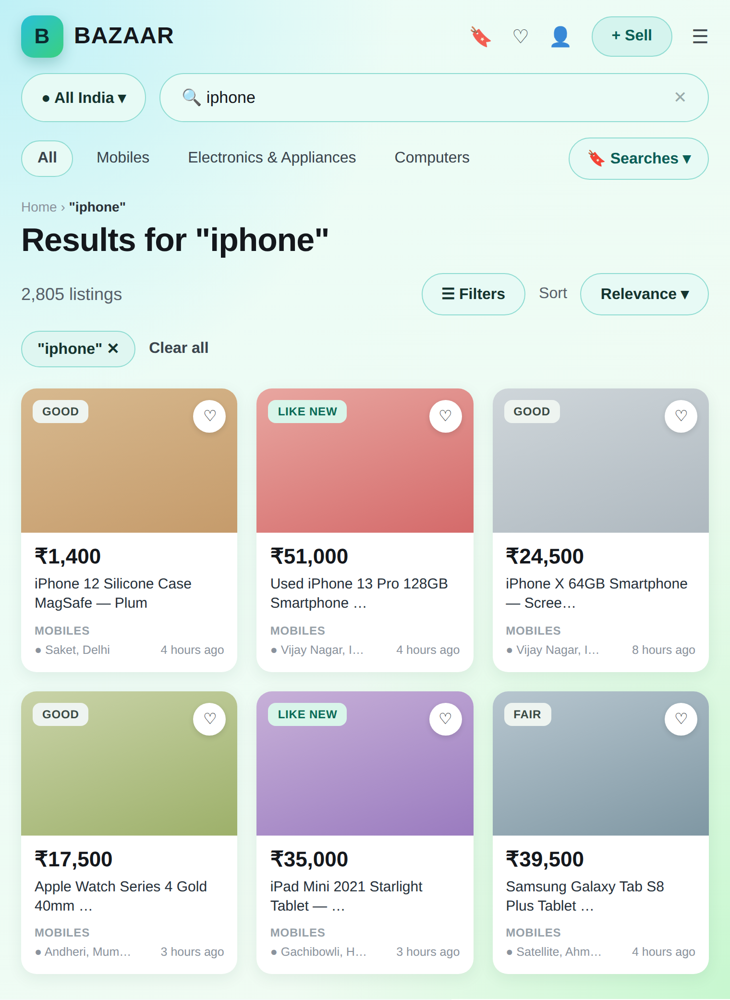 B BAZAAR
+ Sell
● All India ▾
iphone ✕
All Mobiles Electronics & Appliances Computers Searches ▾
Home › "iphone"
Results for "iphone"
2,805 listings
☰ Filters Sort Relevance ▾
"iphone" ✕ Clear all
GOOD
₹1,400
iPhone 12 Silicone Case
MagSafe — Plum
MOBILES
● Saket, Delhi 4 hours ago
LIKE NEW
₹51,000
Used iPhone 13 Pro 128GB
Smartphone …
MOBILES
● Vijay Nagar, I… 4 hours ago
GOOD
₹24,500
iPhone X 64GB Smartphone
— Scree…
MOBILES
● Vijay Nagar, I… 8 hours ago
GOOD
₹17,500
Apple Watch Series 4 Gold
40mm …
MOBILES
● Andheri, Mum… 3 hours ago
LIKE NEW
₹35,000
iPad Mini 2021 Starlight
Tablet — …
MOBILES
● Gachibowli, H… 3 hours ago
FAIR
₹39,500
Samsung Galaxy Tab S8
Plus Tablet …
MOBILES
● Satellite, Ahm… 4 hours ago